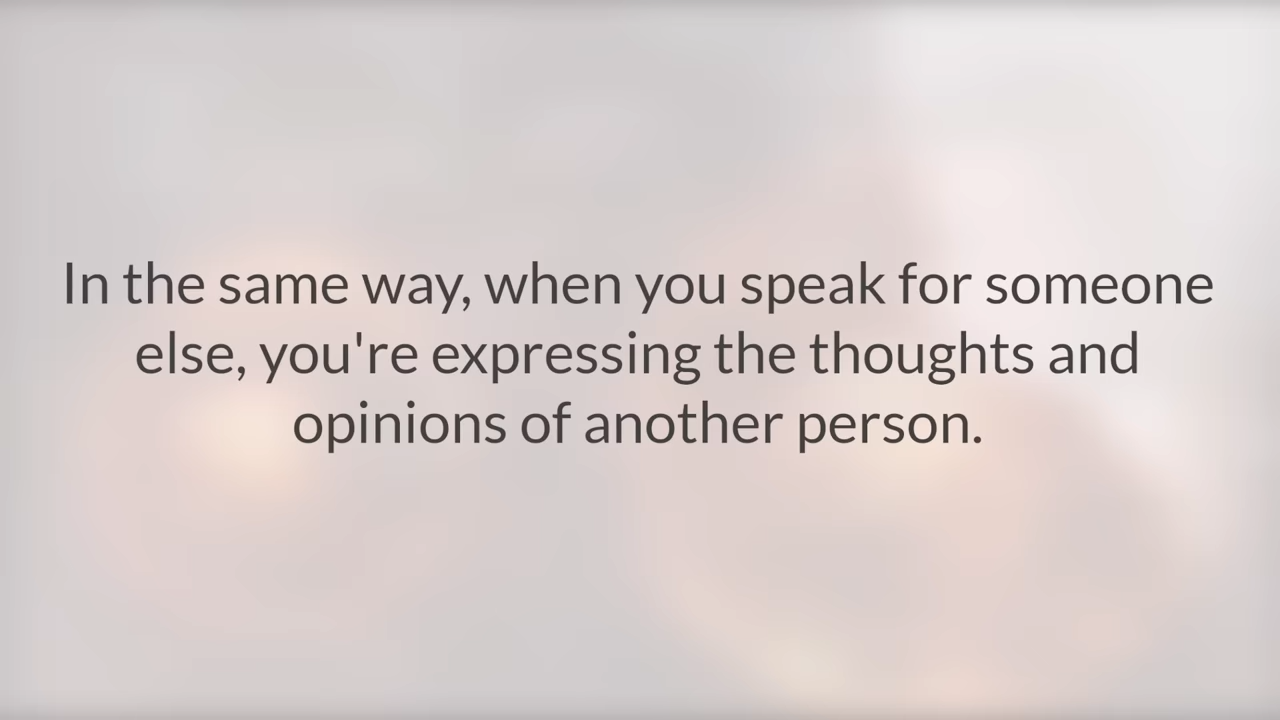 In the same way, when you speak for someone
else, you're expressing the thoughts and
opinions of another person.